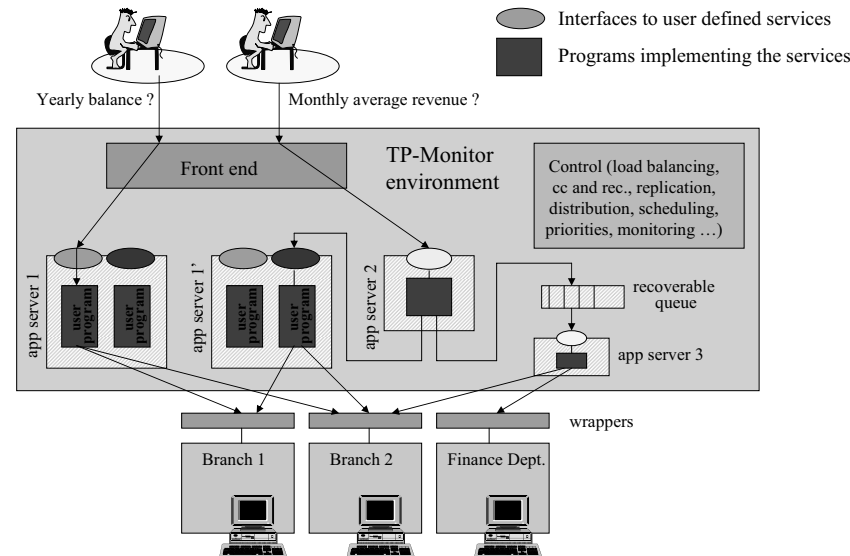 Interfaces to user defined services
Programs implementing the services
Yearly balance ?
Monthly average revenue ?
Front end
TP-Monitor
environment
Control (load balancing,
cc and rec., replication,
distribution, scheduling,
priorities, monitoring …)
app server 1
user
program
user
program
app server 1’
user
program
user
program
app server 2
recoverable
queue
app server 3
wrappers
Branch 1
Branch 2
Finance Dept.